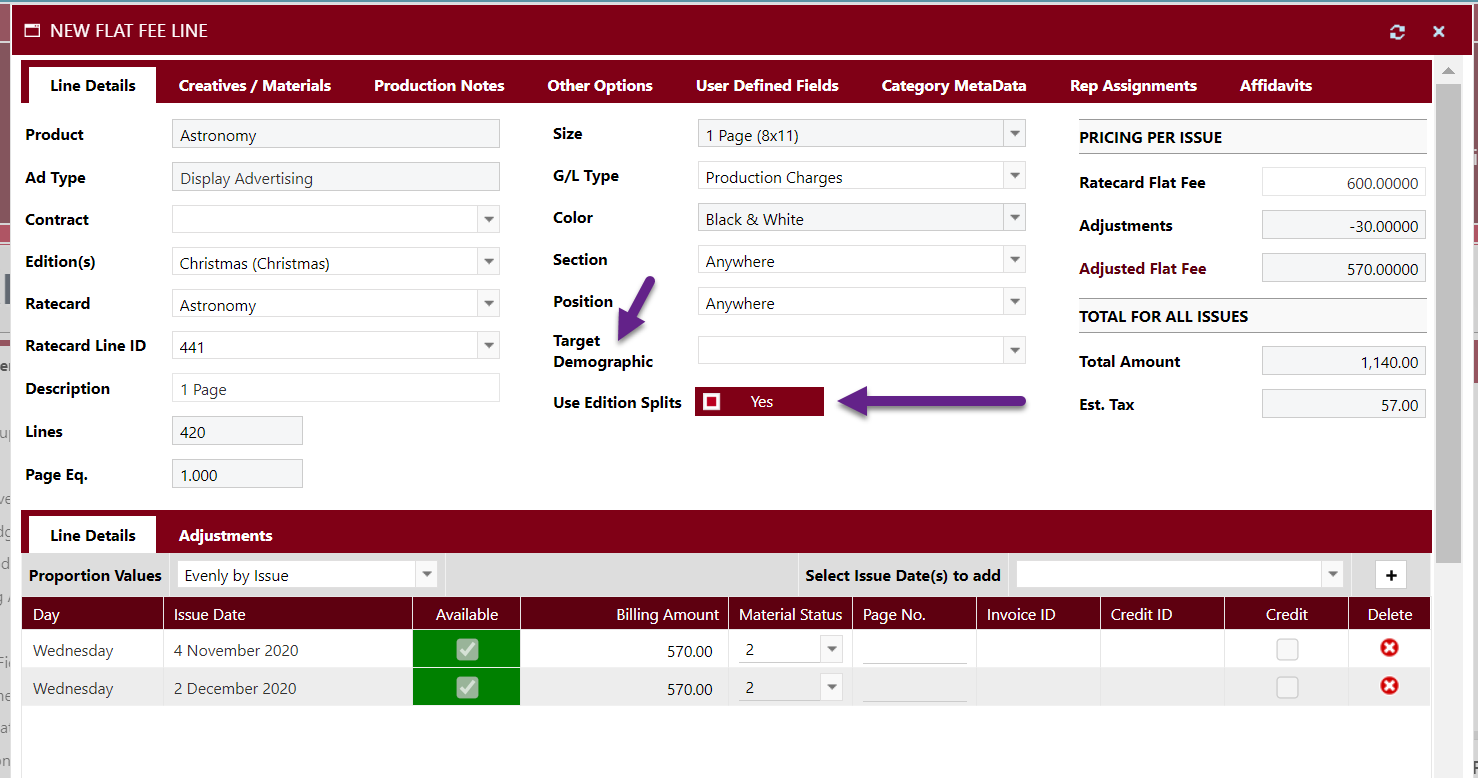 NEW FLAT FEE LINE
Line Details Creatives / Materials Production Notes Other Options User Defined Fields Category MetaData Rep Assignments Affidavits
Product Astronomy
Ad Type Display Advertising
Contract
Edition(s) Christmas (Christmas)
Ratecard Astronomy
Ratecard Line ID 441
Description 1 Page
Lines 420
Page Eq. 1.000
Size 1 Page (8x11)
G/L Type Production Charges
Color Black & White
Section Anywhere
Position Anywhere
Target
Demographic
Use Edition Splits Yes
PRICING PER ISSUE
Ratecard Flat Fee 600.00000
Adjustments -30.00000
Adjusted Flat Fee 570.00000
TOTAL FOR ALL ISSUES
Total Amount 1,140.00
Est. Tax 57.00
Line Details Adjustments
Proportion Values Evenly by Issue Select Issue Date(s) to add +
Day Issue Date Available Billing Amount Material Status Page No. Invoice ID Credit ID Credit Delete
Wednesday 4 November 2020 570.00 2
Wednesday 2 December 2020 570.00 2